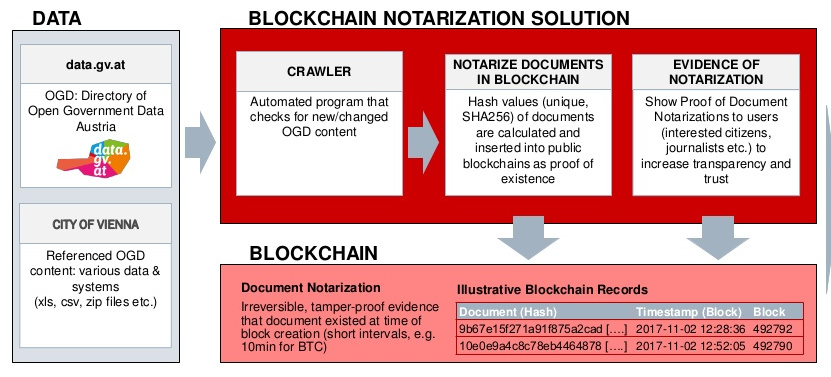 DATA
data.gv.at
OGD: Directory of
Open Government Data
Austria
data.
gv.
at
CITY OF VIENNA
Referenced OGD
content: various data &
systems
(xls, csv, zip files etc.)
BLOCKCHAIN NOTARIZATION SOLUTION
CRAWLER
Automated program that
checks for new/changed
OGD content
NOTARIZE DOCUMENTS
IN BLOCKCHAIN
Hash values (unique,
SHA256) of documents
are calculated and
inserted into public
blockchains as proof of
existence
EVIDENCE OF
NOTARIZATION
Show Proof of Document
Notarizations to users
(interested citizens,
journalists etc.) to
increase transparency and
trust
BLOCKCHAIN
Document Notarization
Irreversible, tamper-proof evidence
that document existed at time of
block creation (short intervals, e.g.
10min for BTC)
Illustrative Blockchain Records
Document (Hash) Timestamp (Block) Block
9b67e15f271a91f875a2cad [....] 2017-11-02 12:28:36 492792
10e0e9a4c8c78eb4464878 [....] 2017-11-02 12:52:05 492790